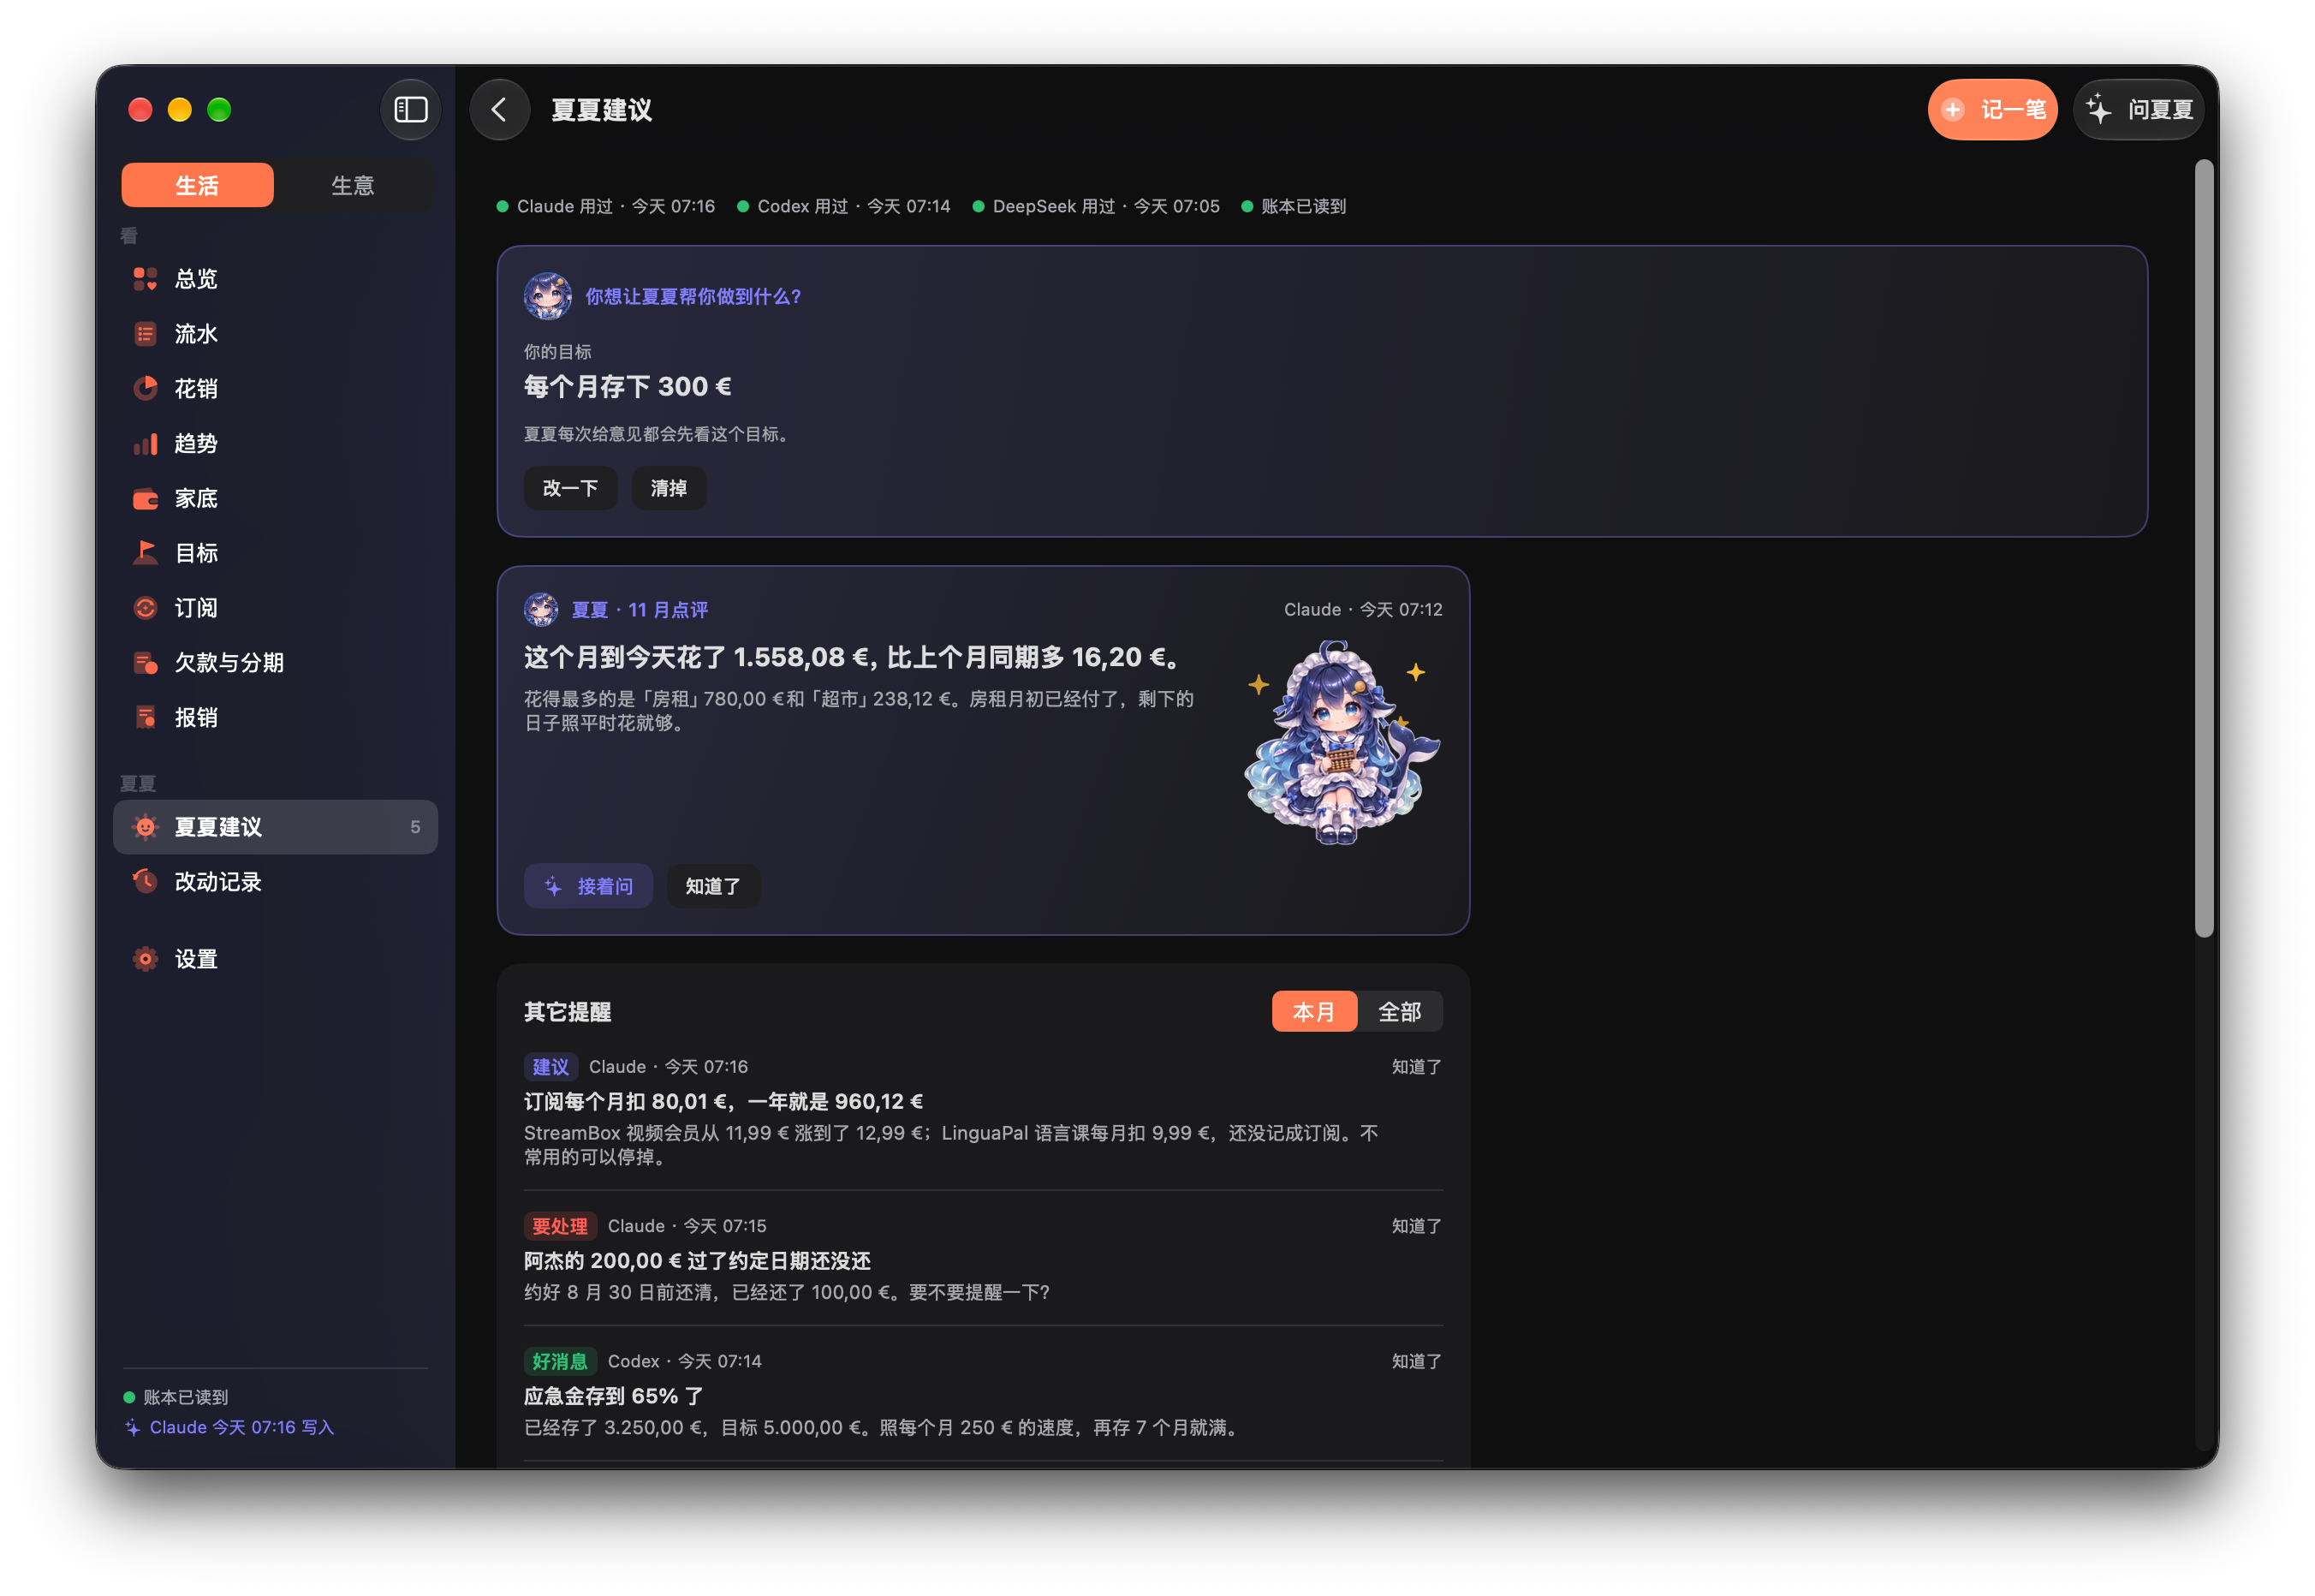 夏夏建议
记一笔
问夏夏
生活
生意
看
总览
流水
花销
趋势
家底
目标
订阅
欠款与分期
报销
夏夏
夏夏建议 5
改动记录
设置
账本已读到
Claude 今天 07:16 写入
Claude 用过 · 今天 07:16
Codex 用过 · 今天 07:14
DeepSeek 用过 · 今天 07:05
账本已读到
你想让夏夏帮你做到什么?
你的目标
每个月存下 300 €
夏夏每次给意见都会先看这个目标。
改一下
清掉
夏夏 · 11 月点评
Claude · 今天 07:12
这个月到今天花了 1.558,08 €, 比上个月同期多 16,20 €。
花得最多的是「房租」780,00 €和「超市」238,12 €。房租月初已经付了，剩下的
日子照平时花就够。
接着问
知道了
其它提醒
本月
全部
建议 Claude · 今天 07:16 知道了
订阅每个月扣 80,01 €，一年就是 960,12 €
StreamBox 视频会员从 11,99 € 涨到了 12,99 €；LinguaPal 语言课每月扣 9,99 €，还没记成订阅。不
常用的可以停掉。
要处理 Claude · 今天 07:15 知道了
阿杰的 200,00 € 过了约定日期还没还
约好 8 月 30 日前还清，已经还了 100,00 €。要不要提醒一下?
好消息 Codex · 今天 07:14 知道了
应急金存到 65% 了
已经存了 3.250,00 €，目标 5.000,00 €。照每个月 250 € 的速度，再存 7 个月就满。